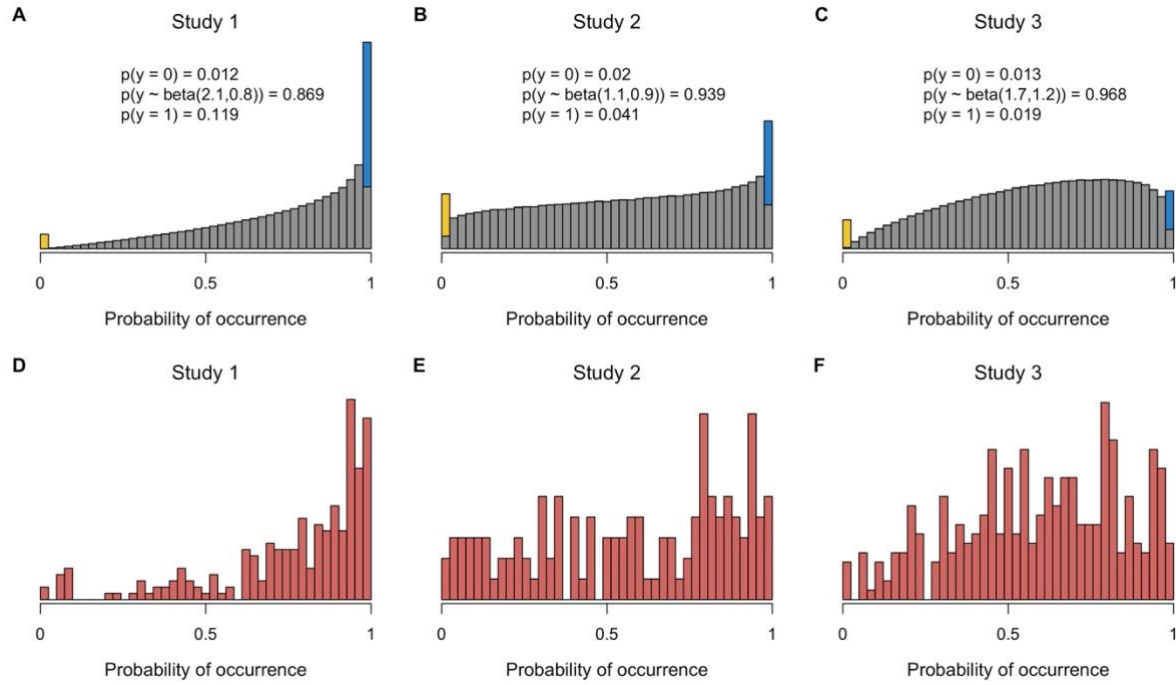 A
Study 1
p(y = 0) = 0.012
p(y ~ beta(2.1,0.8)) = 0.869
p(y = 1) = 0.119
0
0.5
1
Probability of occurrence
B
Study 2
p(y = 0) = 0.02
p(y ~ beta(1.1,0.9)) = 0.939
p(y = 1) = 0.041
0
0.5
1
Probability of occurrence
C
Study 3
p(y = 0) = 0.013
p(y ~ beta(1.7,1.2)) = 0.968
p(y = 1) = 0.019
0
0.5
1
Probability of occurrence
D
Study 1
0
0.5
1
Probability of occurrence
E
Study 2
0
0.5
1
Probability of occurrence
F
Study 3
0
0.5
1
Probability of occurrence